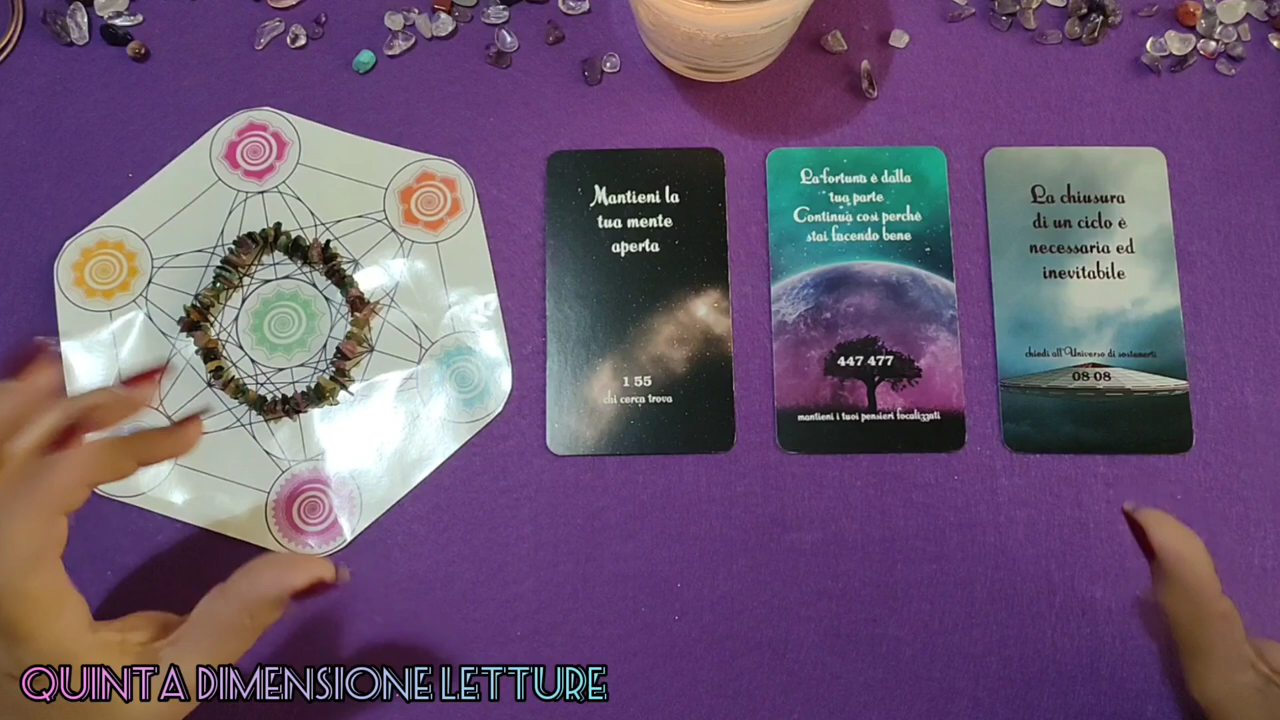 Mantieni la
tua mente
aperta
1 55
chi cerca trova
La fortuna è dalla
tua parte
Continua così perchè
stai facendo bene
447 477
mantieni i tuoi pensieri focalizzati
La chiusura
di un ciclo è
necessaria ed
inevitabile
chiedi all'Universo di sostenerti
08 08
QUINTA DIMENSIONE LETTURE